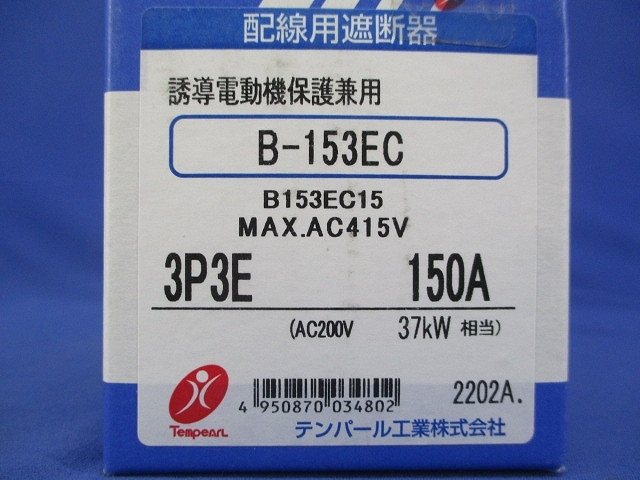 配線用遮断器
誘導電動機保護兼用
B-153EC
B153EC15
MAX.AC415V
3P3E 150A
(AC200V 37kW 相当)
4 950870 034802
2202A.
TEMPEARL
テンパール工業株式会社